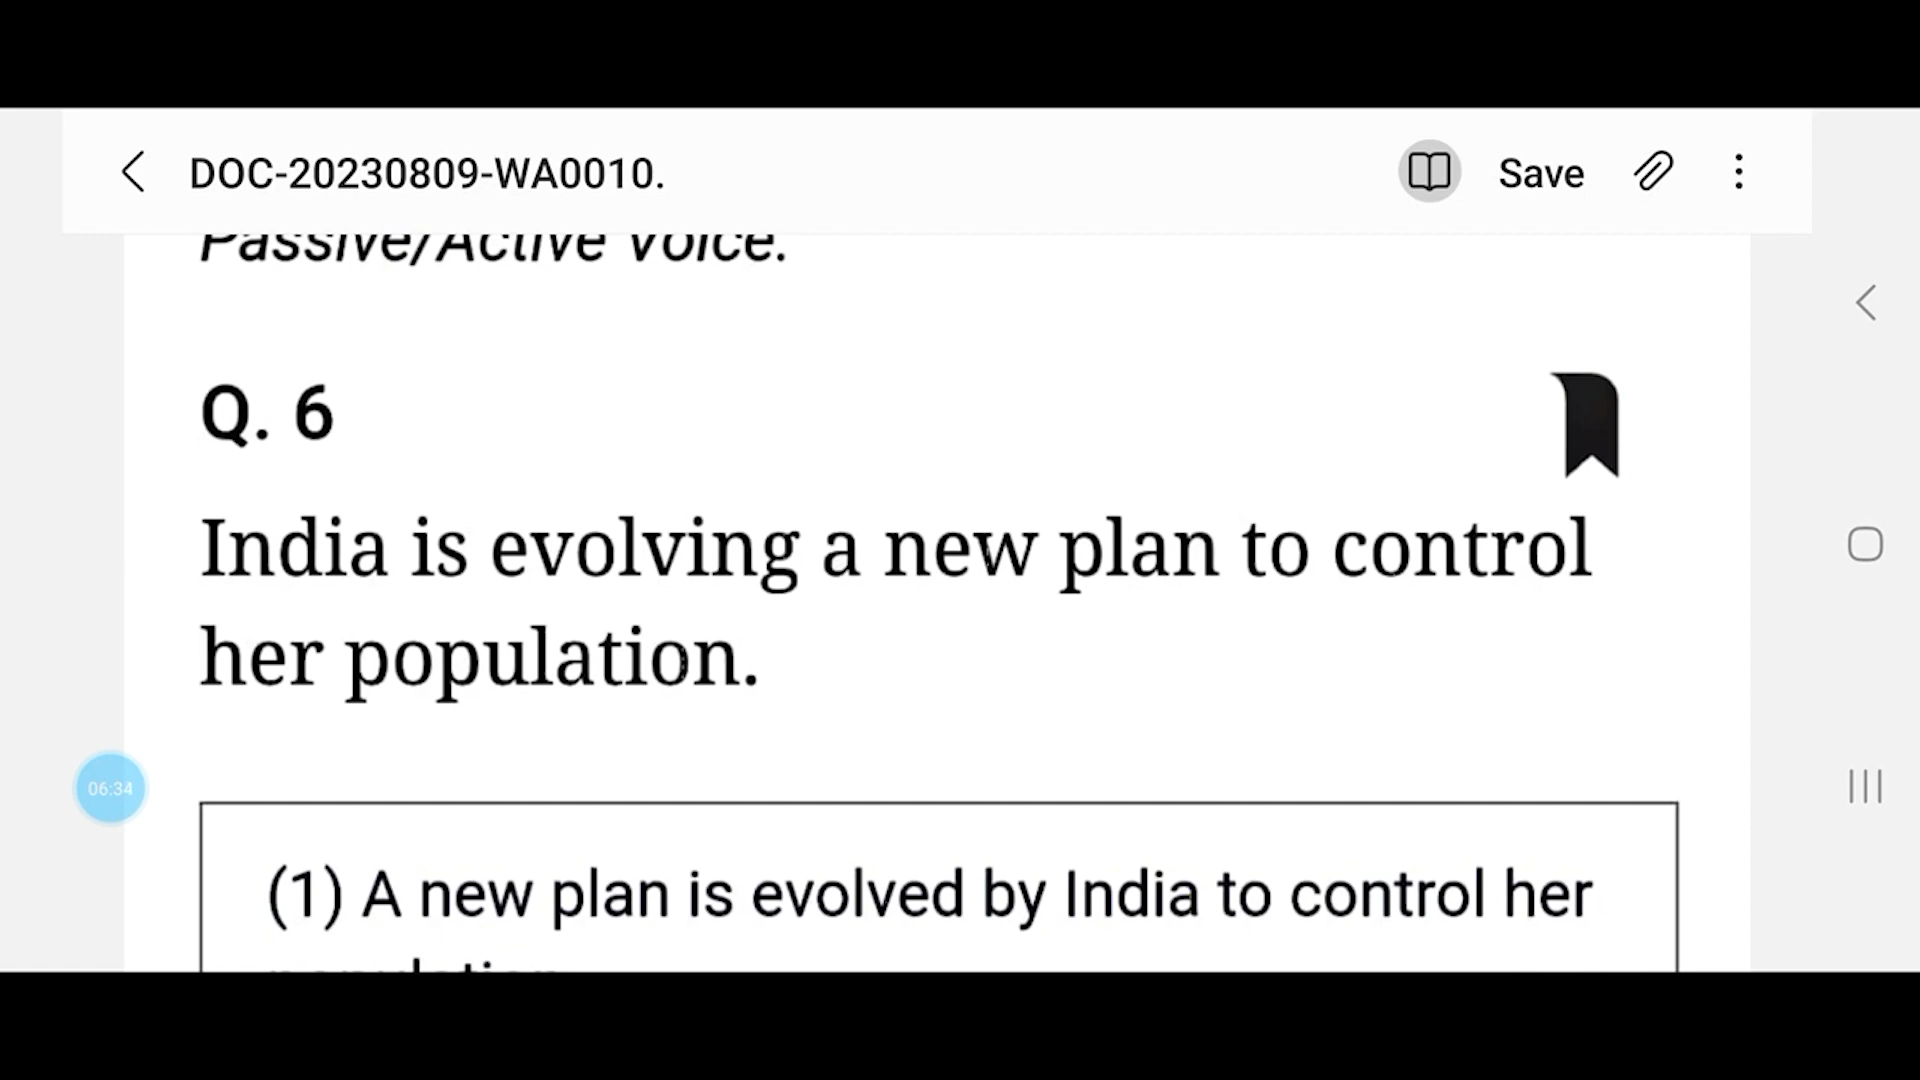 DOC-20230809-WA0010.
Save
Passive/Active Voice.
Q. 6
India is evolving a new plan to control
her population.
06:34
(1) A new plan is evolved by India to control her